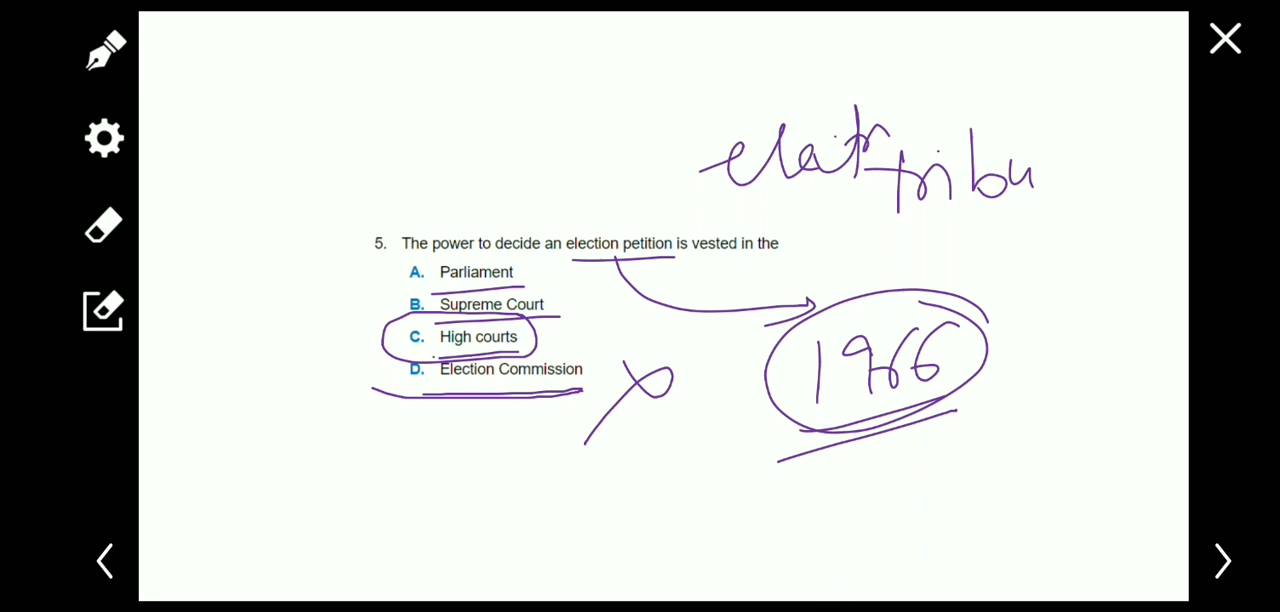 tribu
5. The power to decide an election petition is vested in the
A. Parliament
B. Supreme Court
C. High courts
D. Election Commission
1966